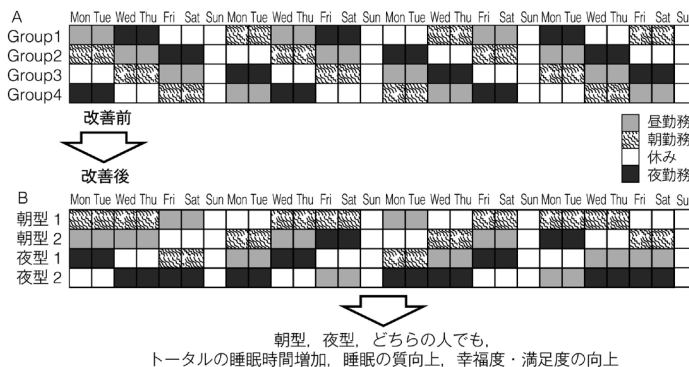 A
Mon Tue Wed Thu Fri Sat Sun Mon Tue Wed Thu Fri Sat Sun Mon Tue Wed Thu Fri Sat Sun Mon Tue Wed Thu Fri Sat Sun
Group1
Group2
Group3
Group4
改善前
改善後
昼勤務
朝勤務
休み
夜勤務
B
Mon Tue Wed Thu Fri Sat Sun Mon Tue Wed Thu Fri Sat Sun Mon Tue Wed Thu Fri Sat Sun Mon Tue Wed Thu Fri Sat Sun
朝型 1
朝型 2
夜型 1
夜型 2
朝型，夜型，どちらの人でも，
トータルの睡眠時間増加，睡眠の質向上，幸福度・満足度の向上